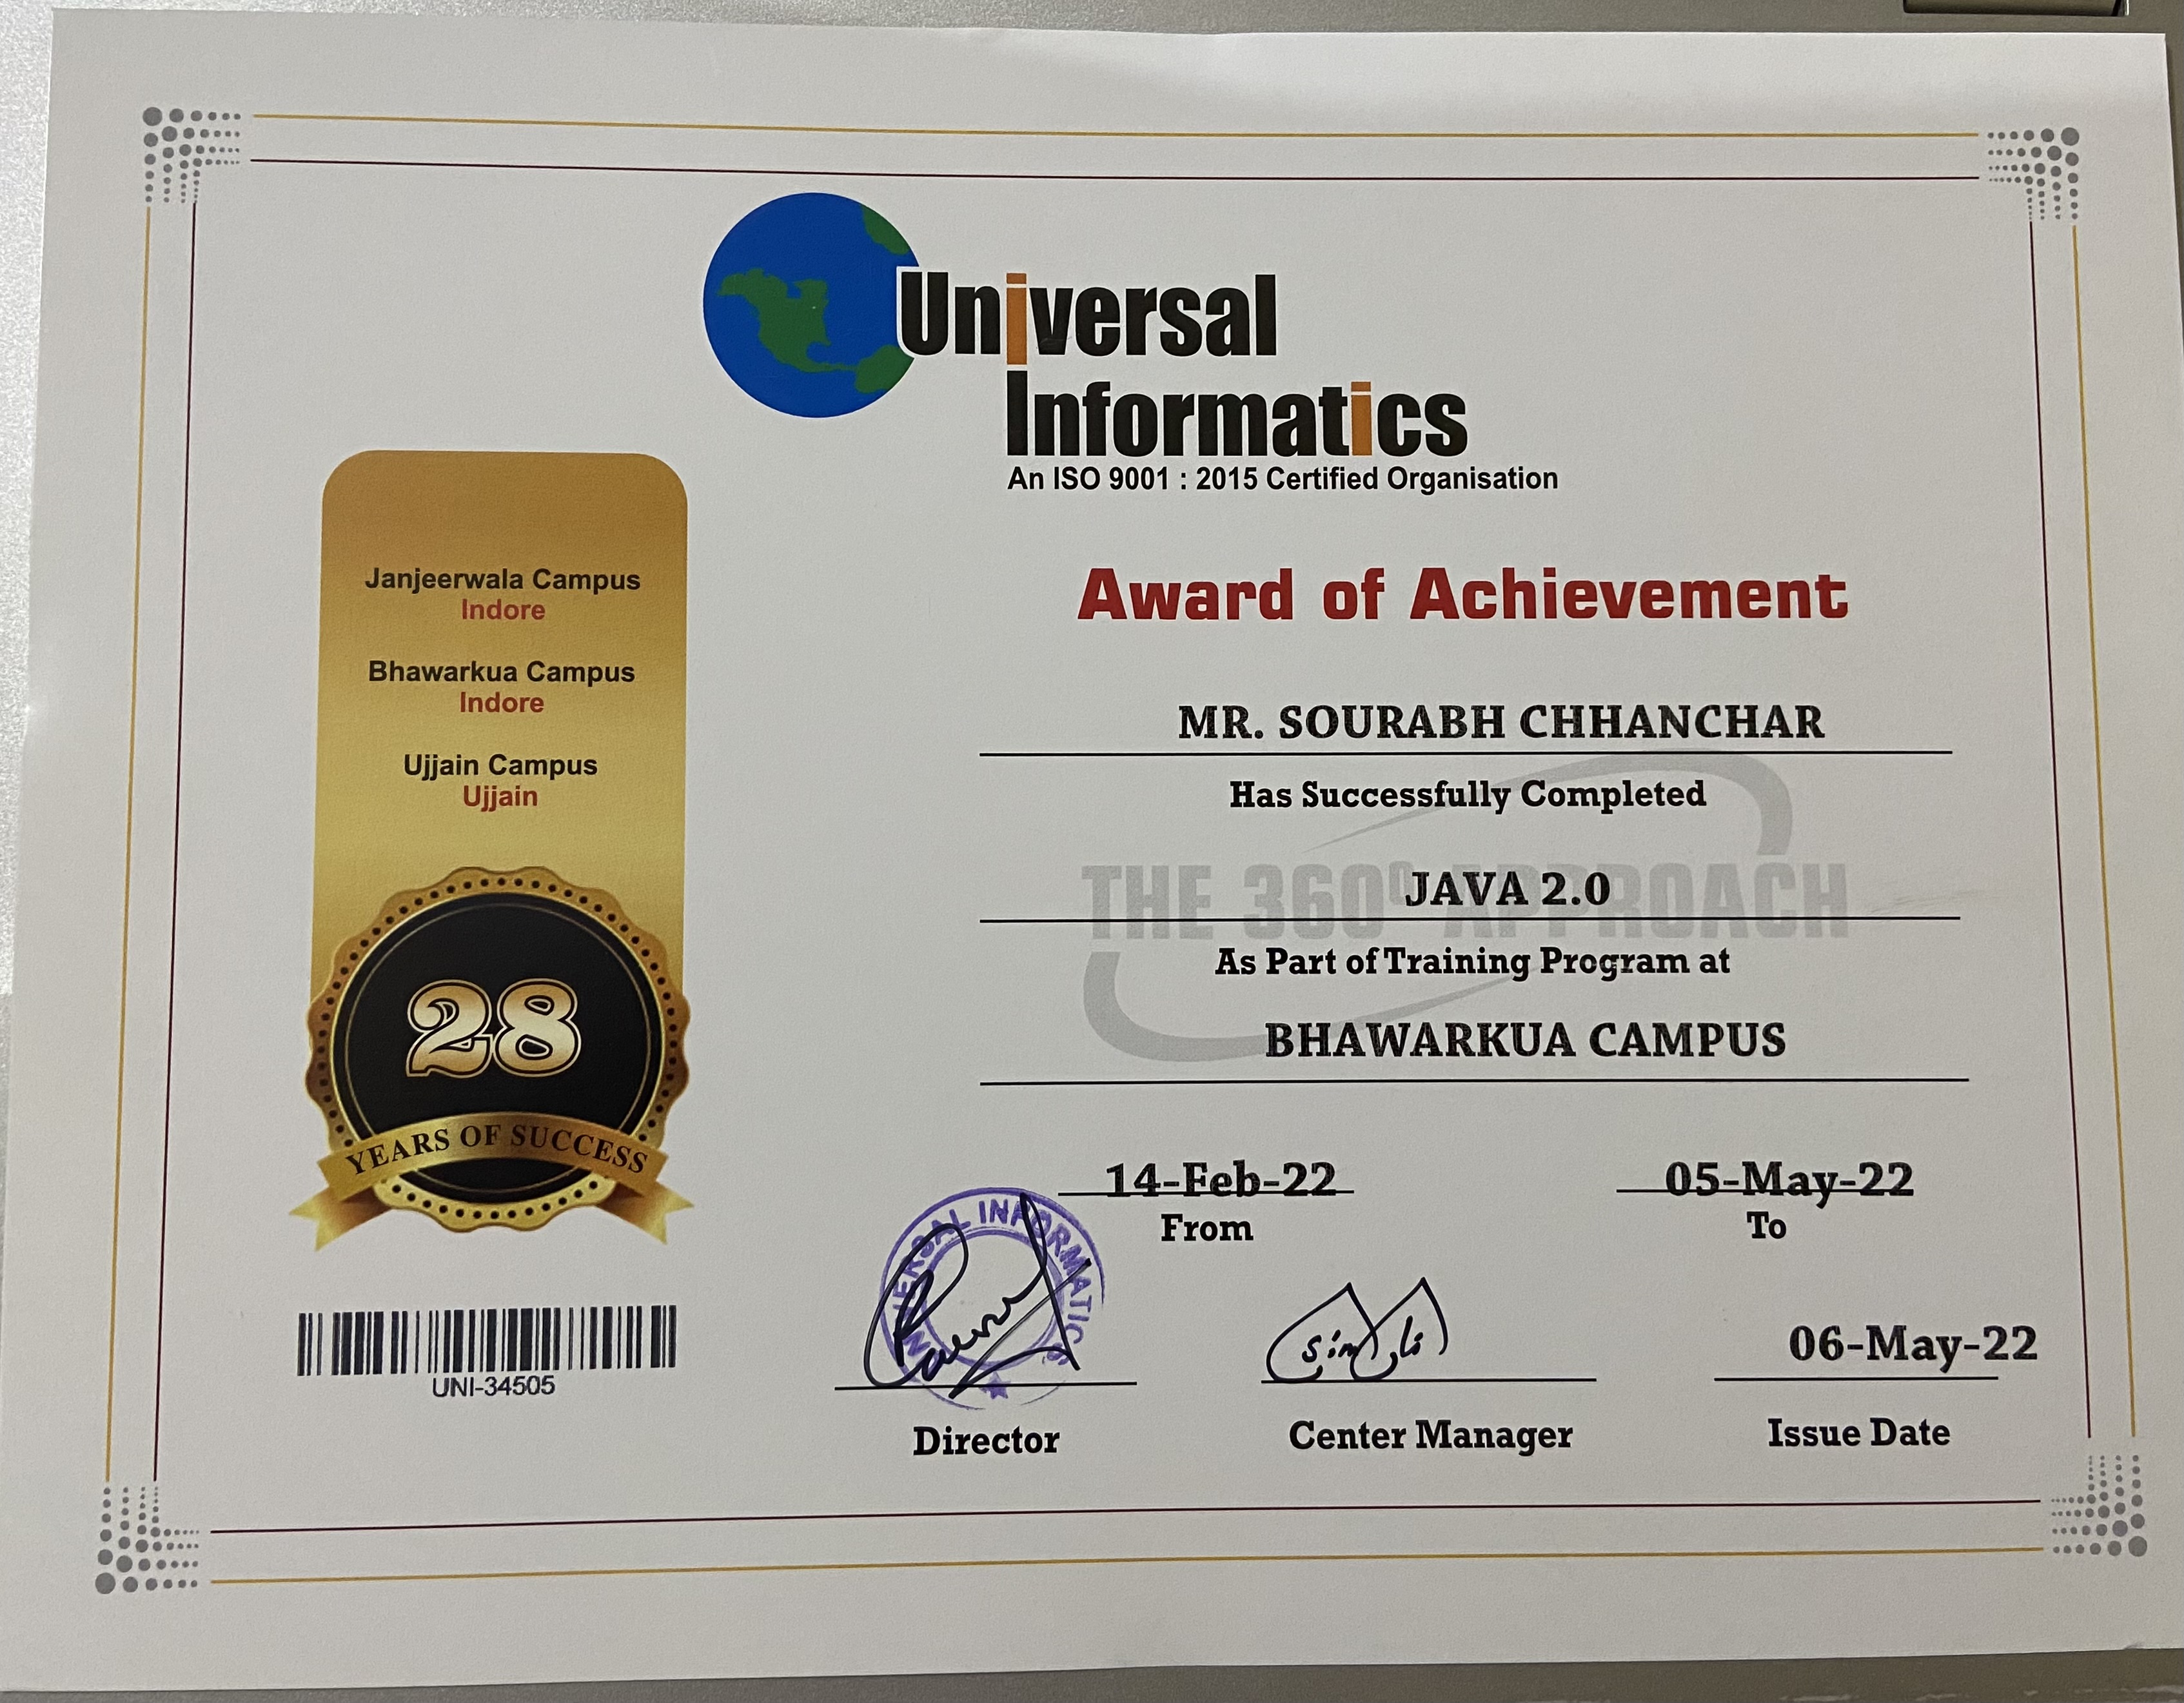 Universal
Informatics
An ISO 9001 : 2015 Certified Organisation
Janjeerwala Campus
Indore
Bhawarkua Campus
Indore
Ujjain Campus
Ujjain
28
YEARS OF SUCCESS
UNI-34505
Award of Achievement
MR. SOURABH CHHANCHAR
Has Successfully Completed
THE 360° APPROACH
JAVA 2.0
As Part of Training Program at
BHAWARKUA CAMPUS
14-Feb-22
From
05-May-22
To
UNIVERSAL INFORMATICS
Director
Center Manager
06-May-22
Issue Date